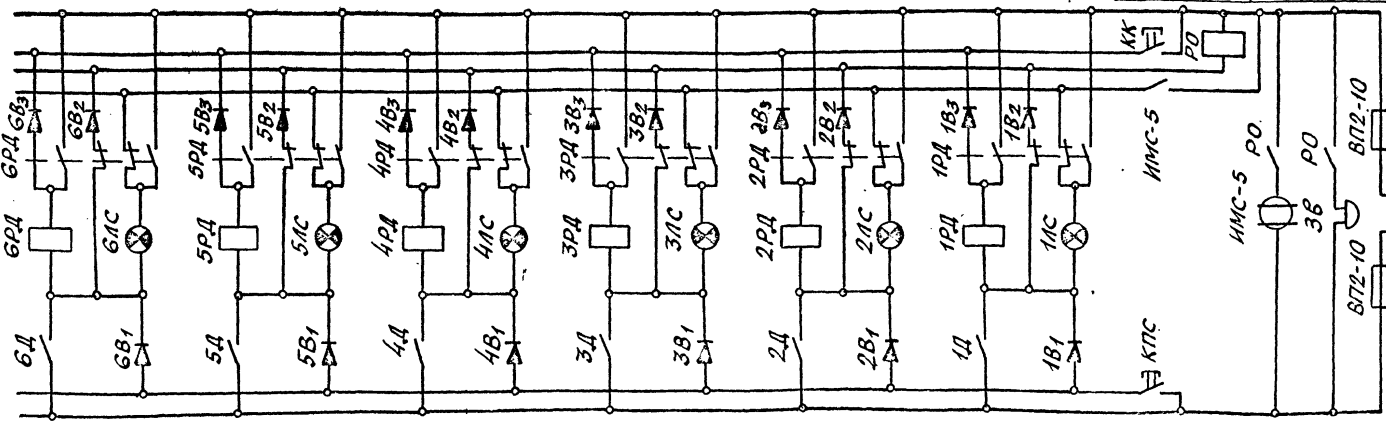 6РД 6В3 6В2
5РД 5В3 5В2
4РД 4В3 4В2
3РД 3В3 3В2
2РД 2В3 2В2
1РД 1В3 1В2
КК РО
6РД 6ЛС
5РД 5ЛС
4РД 4ЛС
3РД 3ЛС
2РД 2ЛС
1РД 1ЛС
ИМС-5
ИМС-5 РО
ЗВ РО
ВП2-10
ВП2-10
6Д 6В1
5Д 5В1
4Д 4В1
3Д 3В1
2Д 2В1
1Д 1В1
КПС